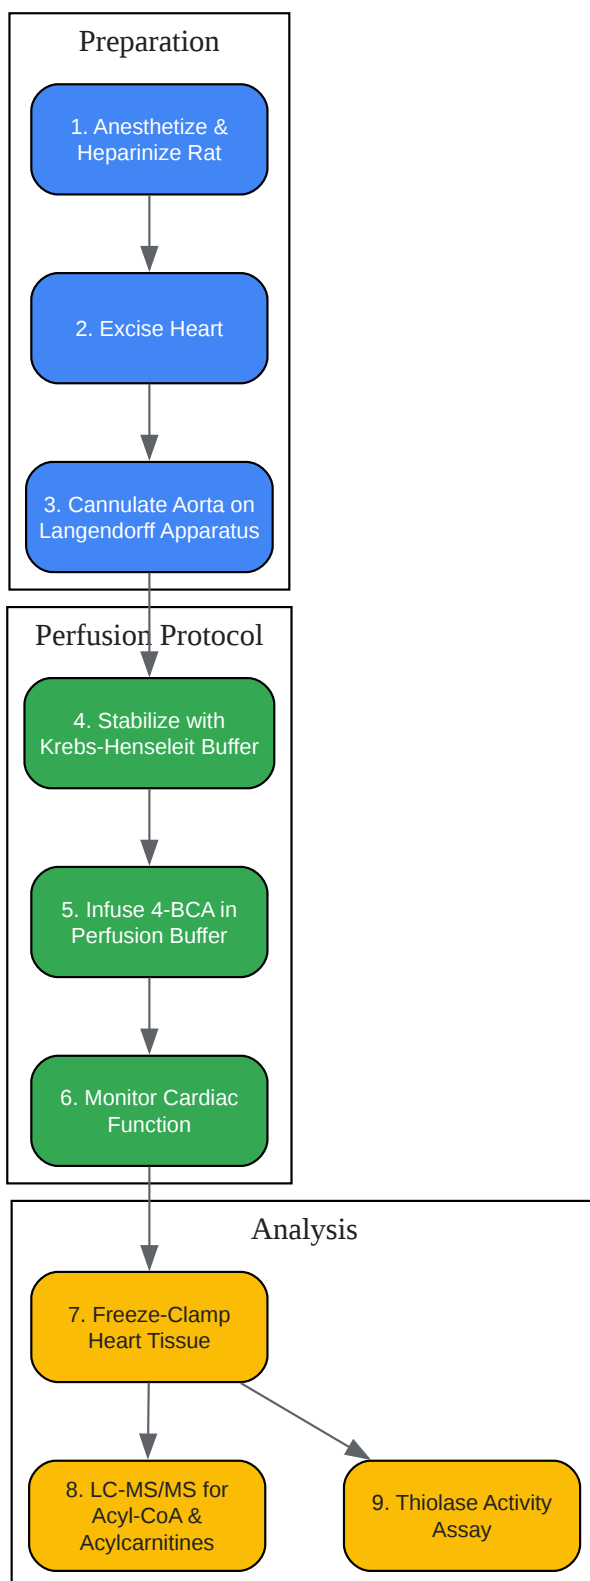 Preparation
1. Anesthetize &
Heparinize Rat
2. Excise Heart
3. Cannulate Aorta on
Langendorff Apparatus
Perfusion Protocol
4. Stabilize with
Krebs-Henseleit Buffer
5. Infuse 4-BCA in
Perfusion Buffer
6. Monitor Cardiac
Function
Analysis
7. Freeze-Clamp
Heart Tissue
8. LC-MS/MS for
Acyl-CoA &
Acylcarnitines
9. Thiolase Activity
Assay